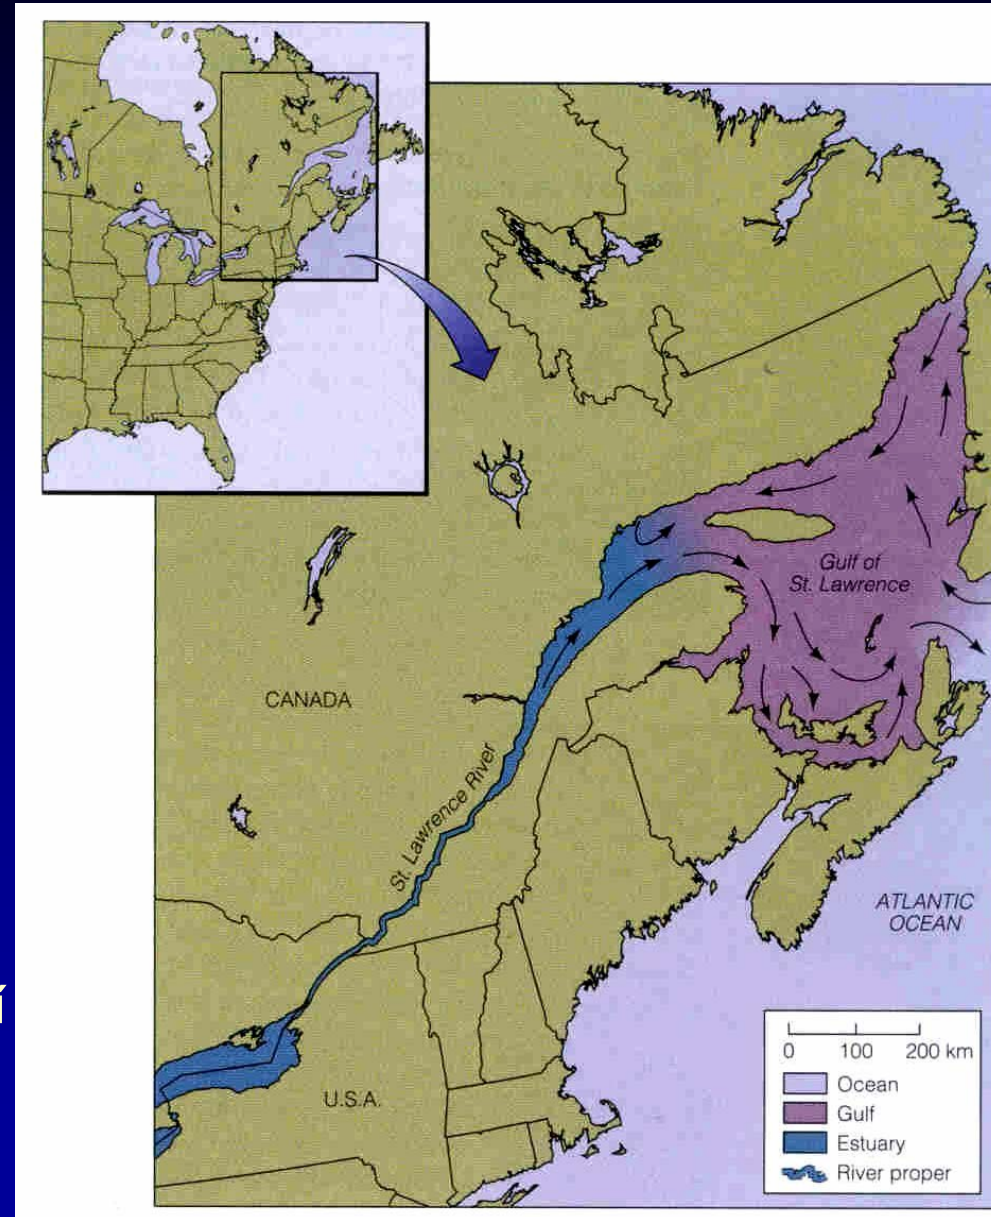 Gulf of
St. Lawrence
CANADA
St. Lawrence River
ATLANTIC
OCEAN
U.S.A.
0 100 200 km
Ocean
Gulf
Estuary
River proper
í